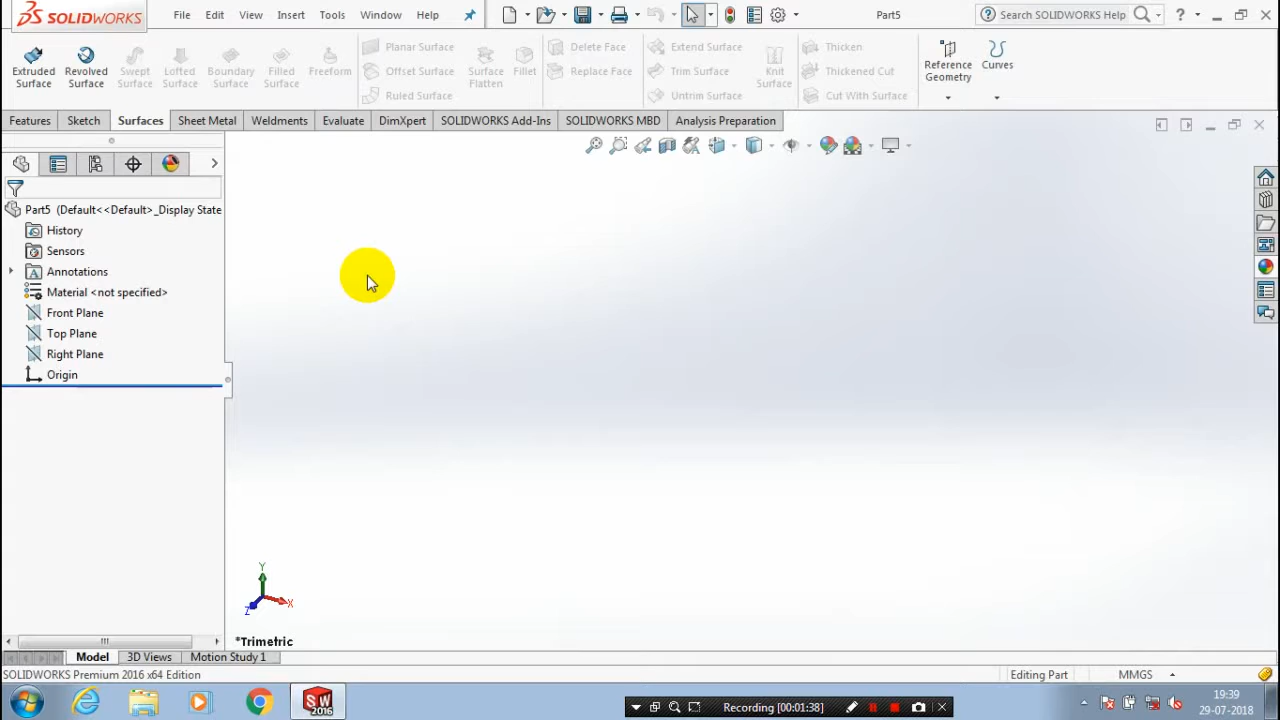 SOLIDWORKS File Edit View Insert Tools Window Help Part5 Search SOLIDWORKS Help
Extruded Surface
Revolved Surface
Swept Surface
Lofted Surface
Boundary Surface
Filled Surface
Freeform
Planar Surface
Offset Surface
Ruled Surface
Surface Flatten
Fillet
Delete Face
Replace Face
Extend Surface
Trim Surface
Untrim Surface
Knit Surface
Thicken
Thickened Cut
Cut With Surface
Reference Geometry
Curves
Features Sketch Surfaces Sheet Metal Weldments Evaluate DimXpert SOLIDWORKS Add-Ins SOLIDWORKS MBD Analysis Preparation
Part5 (Default<<Default>_Display State
History
Sensors
Annotations
Material <not specified>
Front Plane
Top Plane
Right Plane
Origin
Y
X
Z
*Trimetric
Model 3D Views Motion Study 1
SOLIDWORKS Premium 2016 x64 Edition Editing Part MMGS
SW 2016
Recording [00:01:38]
19:39
29-07-2018